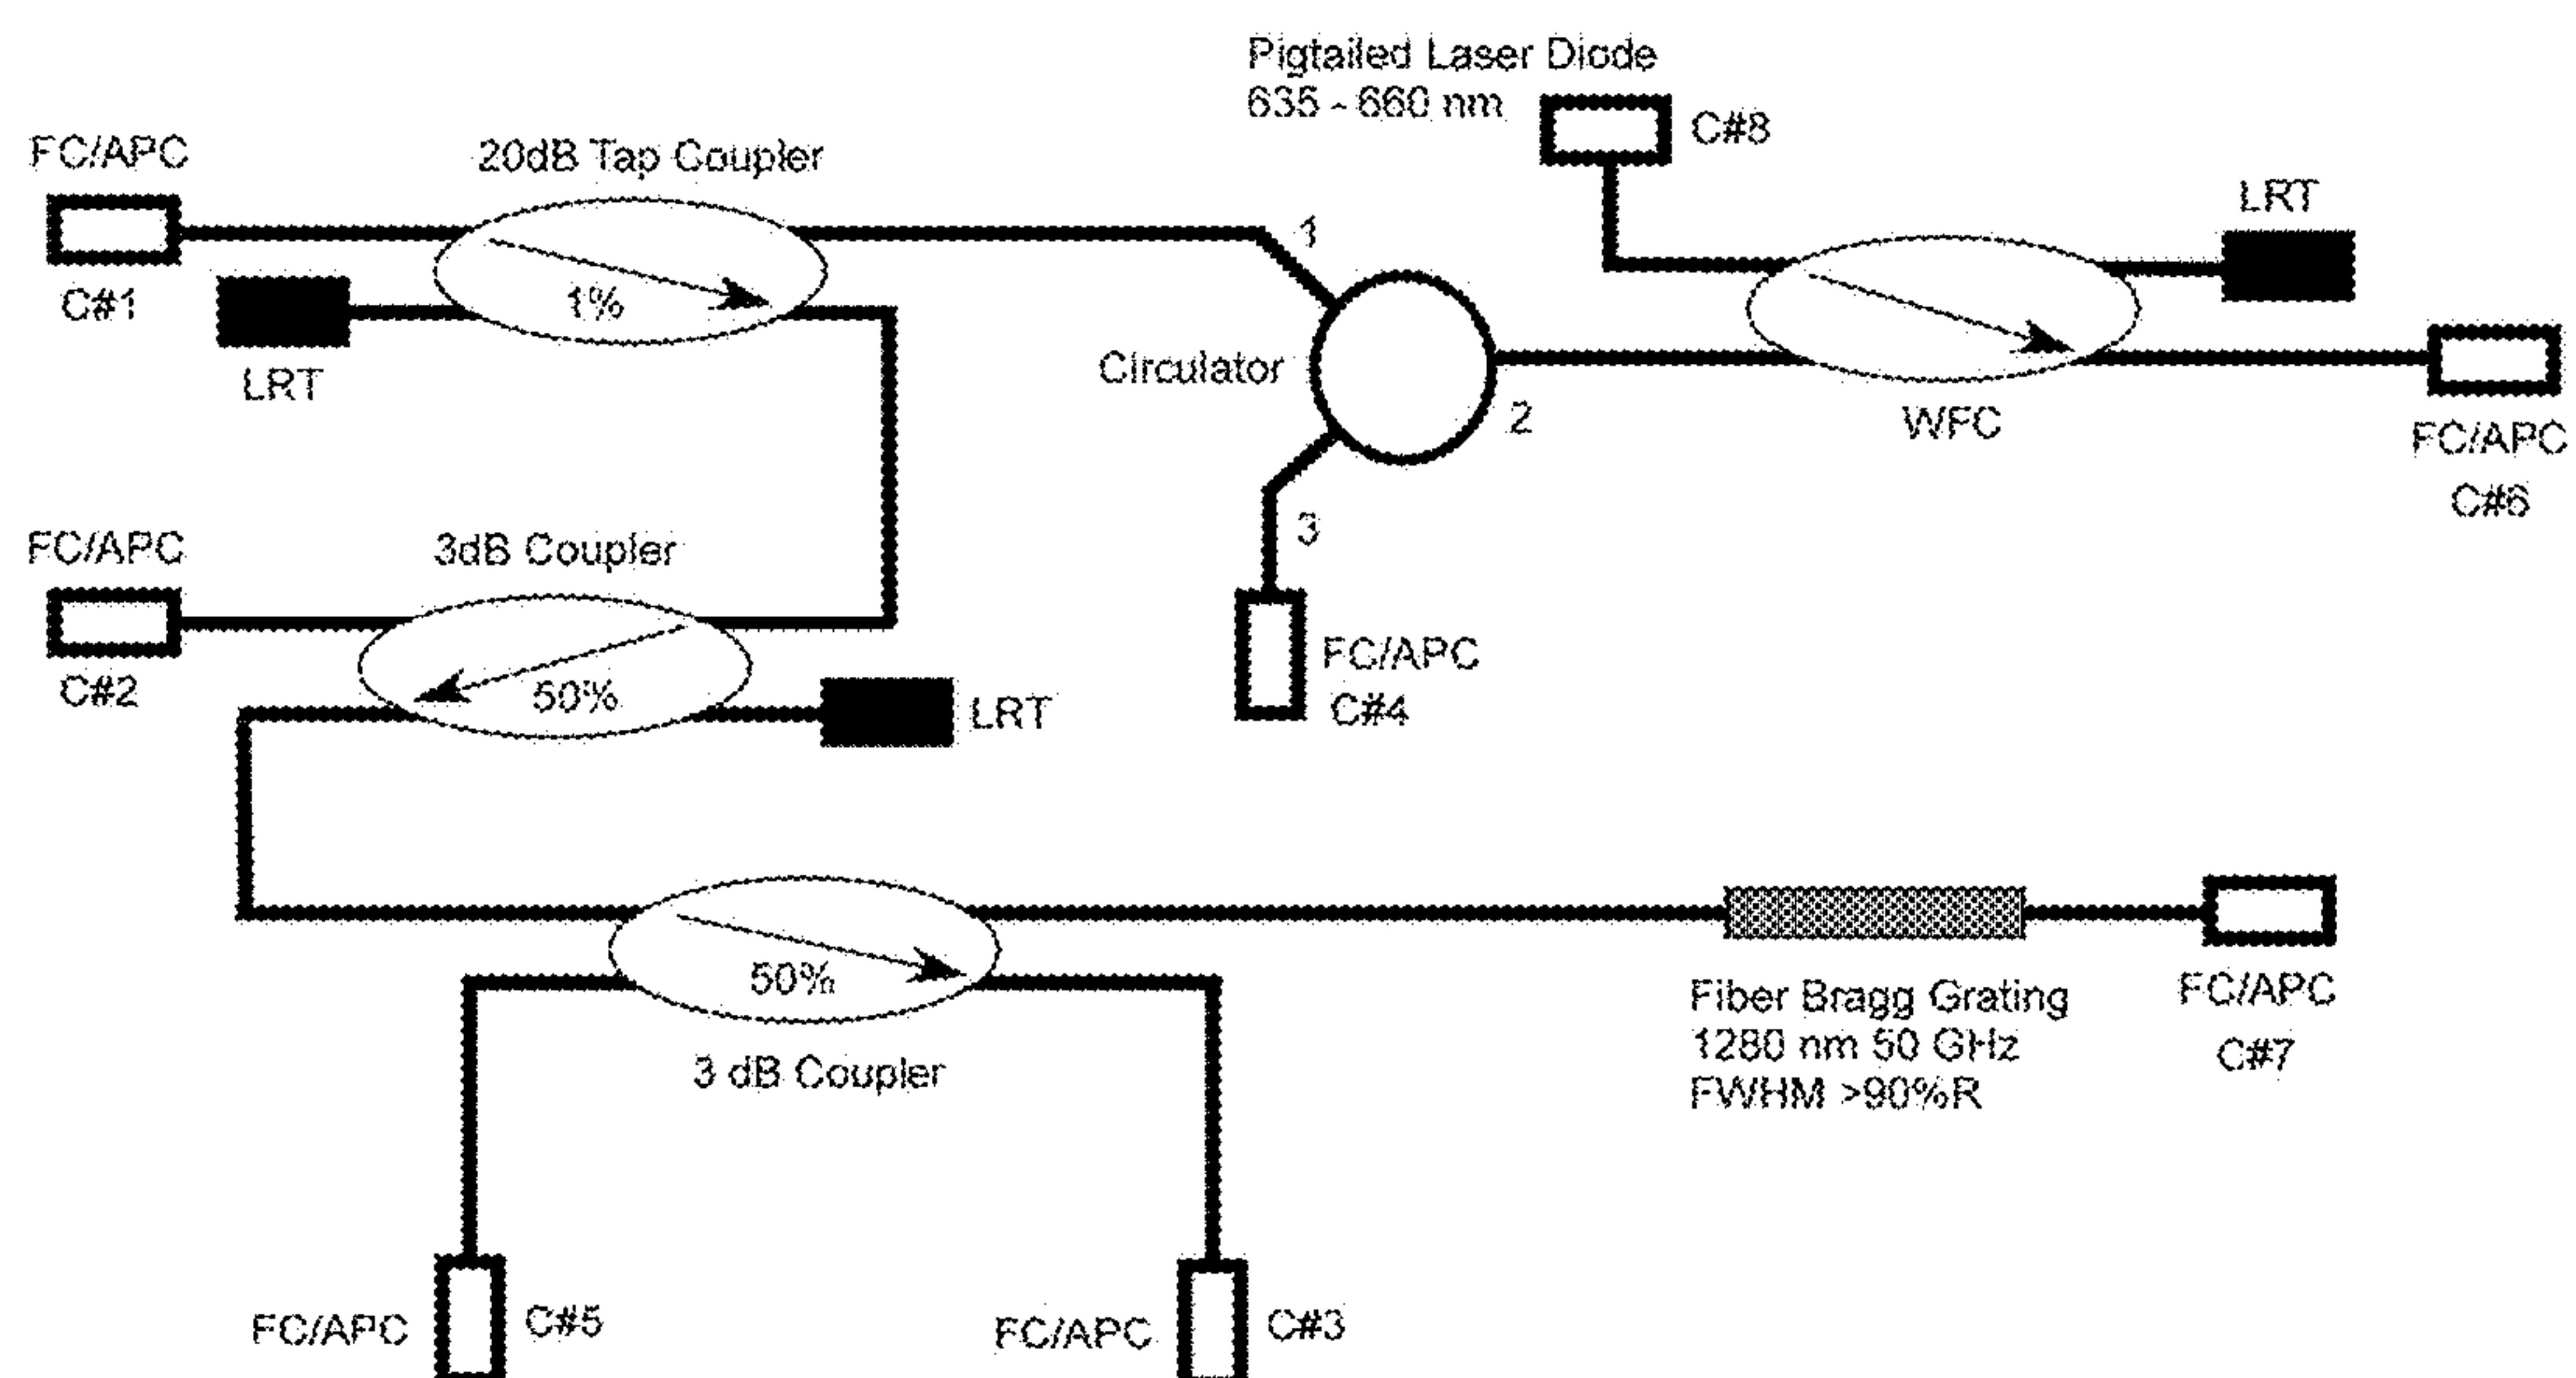 Pigtailed Laser Diode
635 - 660 nm
C#8
FC/APC
20dB Tap Coupler
LRT
1
C#1
1%
LRT
Circulator
2
WFC
FC/APC
C#6
3
FC/APC
3dB Coupler
C#2
50%
LRT
FC/APC
C#4
50%
3 dB Coupler
Fiber Bragg Grating
1280 nm 50 GHz
FWHM >90%R
FC/APC
C#7
FC/APC
C#5
FC/APC
C#3